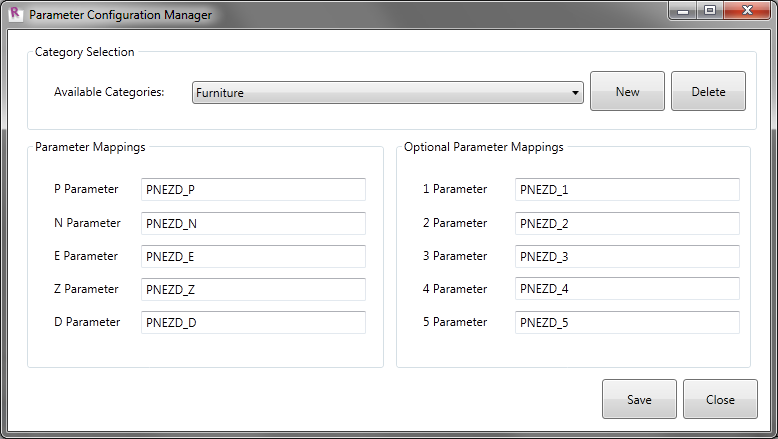 Parameter Configuration Manager
Category Selection
Available Categories: Furniture New Delete
Parameter Mappings
P Parameter PNEZD_P
N Parameter PNEZD_N
E Parameter PNEZD_E
Z Parameter PNEZD_Z
D Parameter PNEZD_D
Optional Parameter Mappings
1 Parameter PNEZD_1
2 Parameter PNEZD_2
3 Parameter PNEZD_3
4 Parameter PNEZD_4
5 Parameter PNEZD_5
Save Close